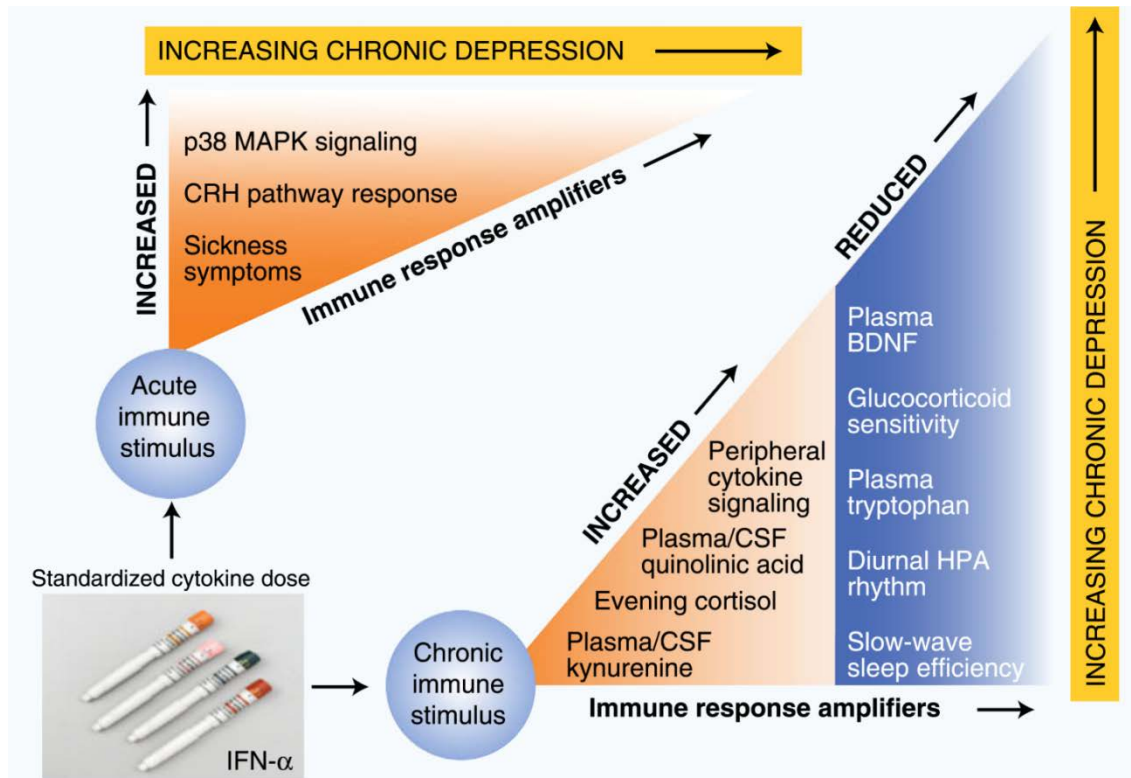 INCREASING CHRONIC DEPRESSION
INCREASED
p38 MAPK signaling
CRH pathway response
Sickness
symptoms
Immune response amplifiers
Acute
immune
stimulus
Standardized cytokine dose
IFN-α
Chronic
immune
stimulus
INCREASED
Peripheral
cytokine
signaling
Plasma/CSF
quinolinic acid
Evening cortisol
Plasma/CSF
kynurenine
REDUCED
Plasma
BDNF
Glucocorticoid
sensitivity
Plasma
tryptophan
Diurnal HPA
rhythm
Slow-wave
sleep efficiency
Immune response amplifiers
INCREASING CHRONIC DEPRESSION